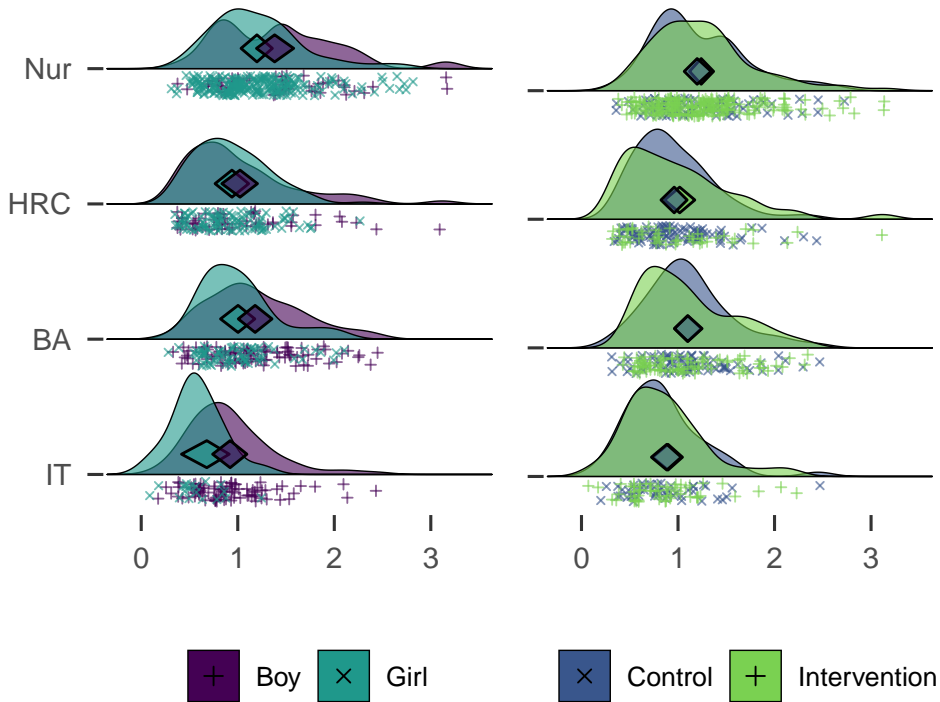 Nur
HRC
BA
IT
0 1 2 3
0 1 2 3
Boy Girl Control Intervention